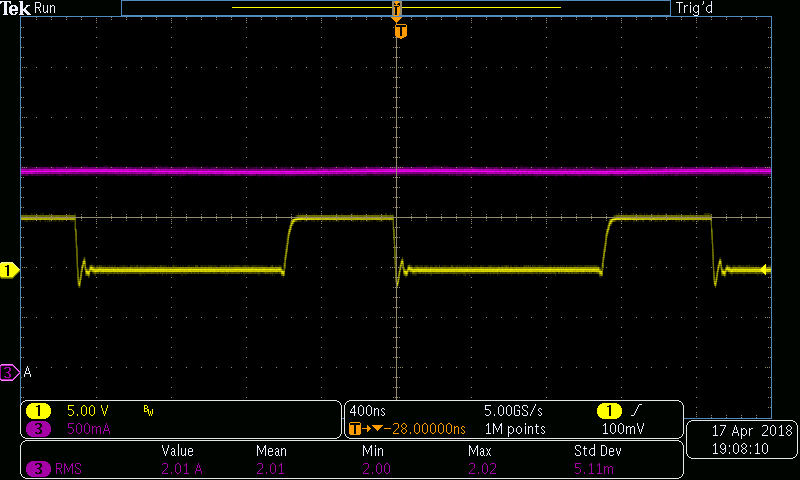 Tek Run Trig'd
T
T
1
3 A
1 5.00 V BW
3 500mA
400ns 5.00GS/s 1
T→▼−28.00000ns 1M points 100mV
17 Apr 2018
19:08:10
Value Mean Min Max Std Dev
3 RMS 2.01 A 2.01 2.00 2.02 5.11m